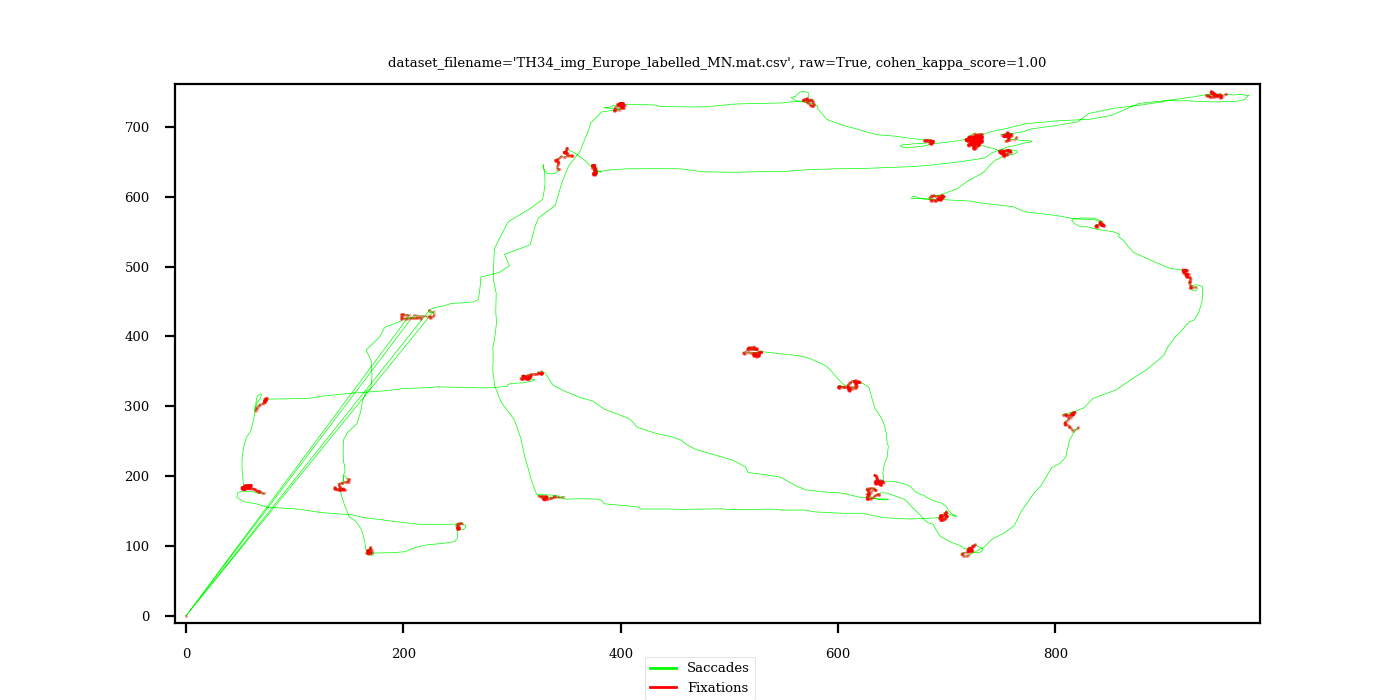 dataset_filename='TH34_img_Europe_labelled_MN.mat.csv', raw=True, cohen_kappa_score=1.00
700
600
500
400
300
200
100
0
0 200 400 600 800
Saccades
Fixations